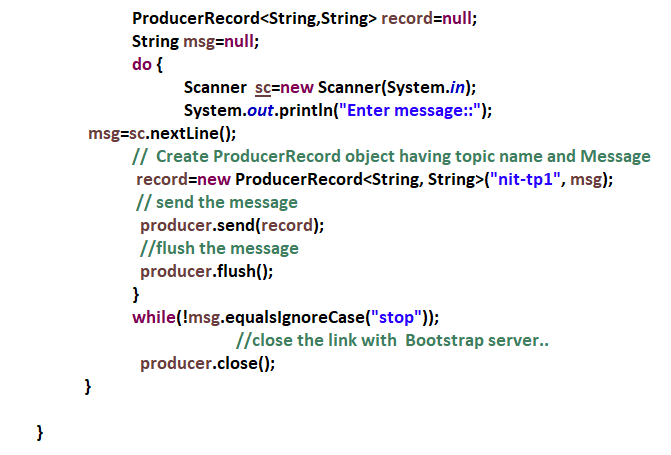 ProducerRecord<String,String> record=null;
String msg=null;
do {
Scanner  sc=new Scanner(System.in);
System.out.println("Enter message::");
msg=sc.nextLine();
//  Create ProducerRecord object having topic name and Message
record=new ProducerRecord<String, String>("nit-tp1", msg);
// send the message
producer.send(record);
//flush the message
producer.flush();
}
while(!msg.equalsIgnoreCase("stop"));
//close the link with  Bootstrap server..
producer.close();
}
}